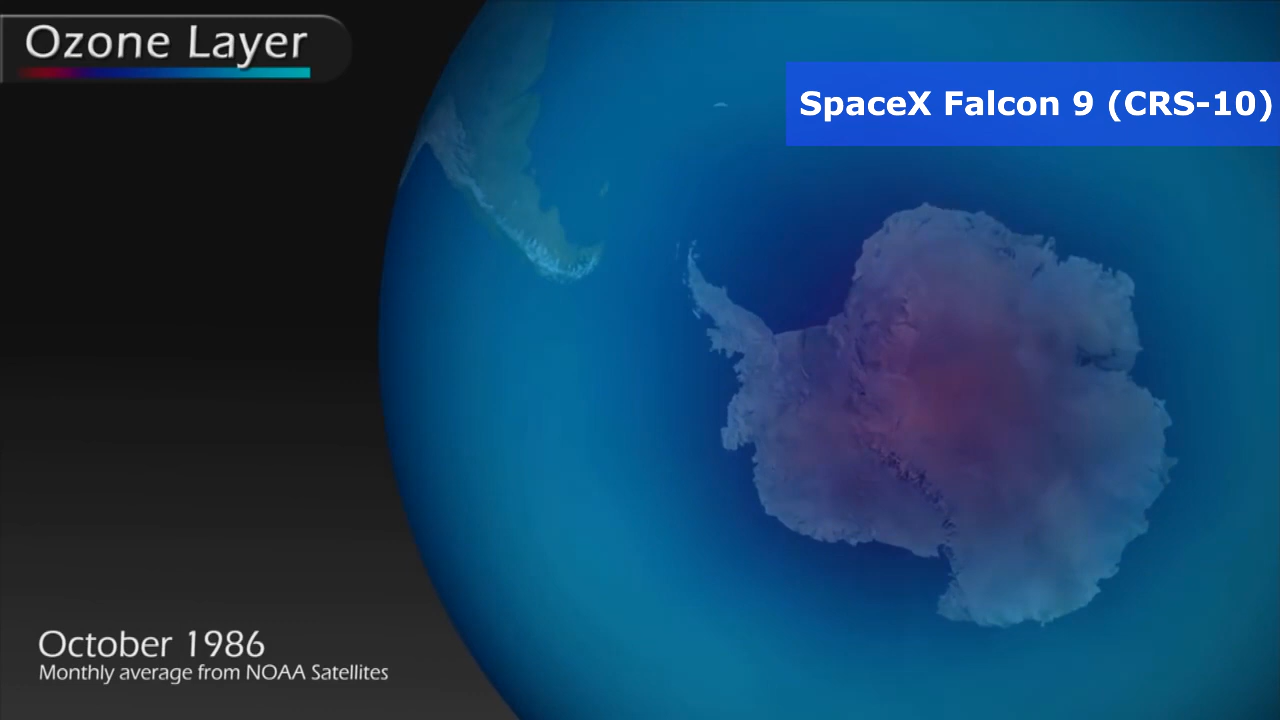 Ozone Layer
SpaceX Falcon 9 (CRS-10)
October 1986
Monthly average from NOAA Satellites